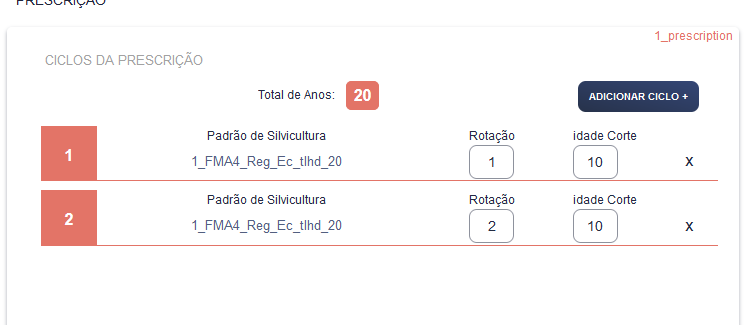 PRESCRIÇÃO
1_prescription
CICLOS DA PRESCRIÇÃO
Total de Anos: 20
ADICIONAR CICLO +
1
Padrão de Silvicultura
1_FMA4_Reg_Ec_tlhd_20
Rotação
1
idade Corte
10
X
2
Padrão de Silvicultura
1_FMA4_Reg_Ec_tlhd_20
Rotação
2
idade Corte
10
X